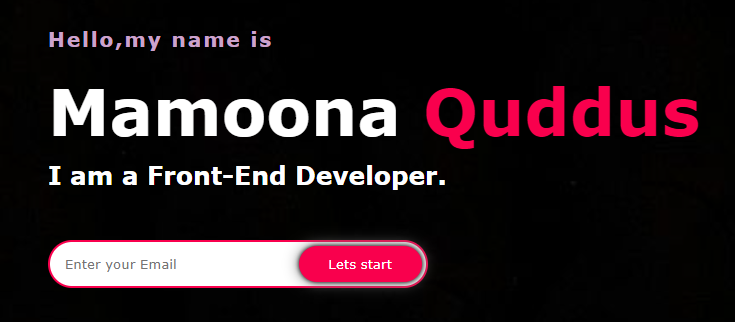 Hello,my name is
Mamoona Quddus
I am a Front-End Developer.
Enter your Email
Lets start